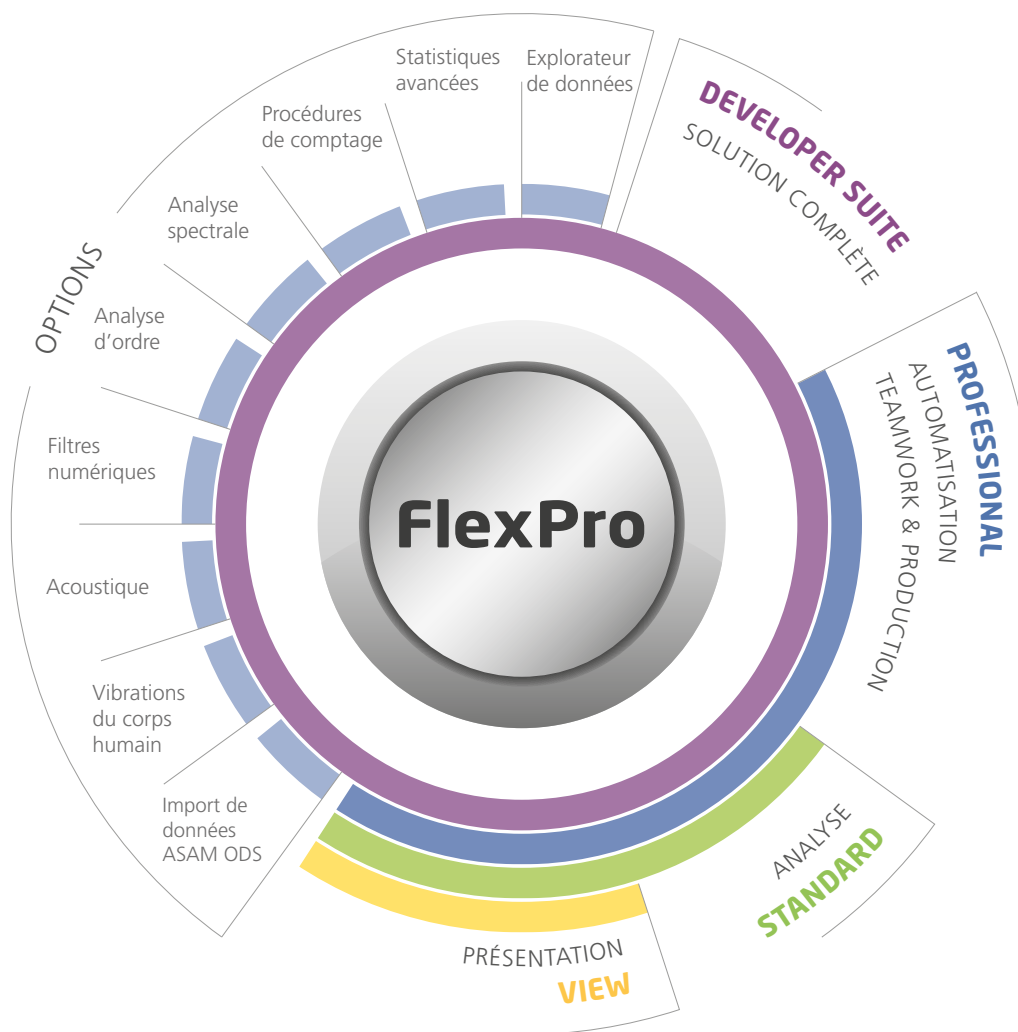 Statistiques
avancées
Explorateur
de données
Procédures
de comptage
Analyse
spectrale
Analyse
d'ordre
OPTIONS
Filtres
numériques
Acoustique
Vibrations
du corps
humain
Import de
données
ASAM ODS
DEVELOPER SUITE
SOLUTION COMPLÈTE
PROFESSIONAL
AUTOMATISATION
TEAMWORK & PRODUCTION
FlexPro
ANALYSE
STANDARD
PRÉSENTATION
VIEW